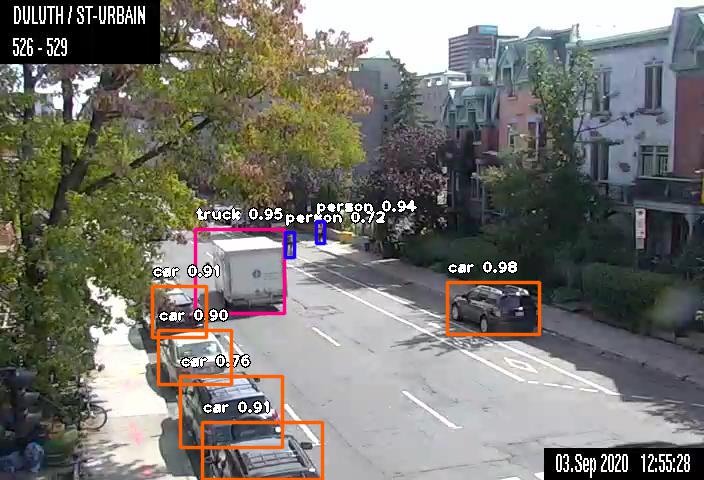 DULUTH / ST-URBAIN
526 - 529
person 0.94
truck 0.95
person 0.72
car 0.98
car 0.91
car 0.90
car 0.76
car 0.91
03.Sep 2020 12:55:28